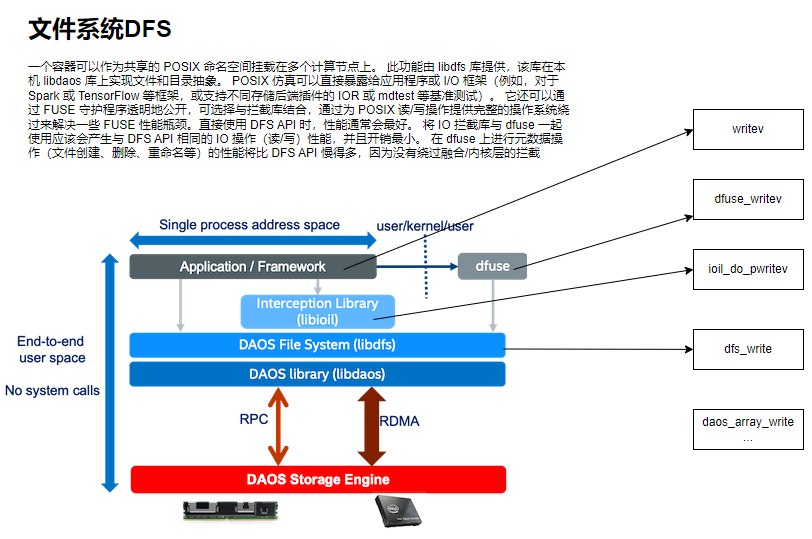 文件系统DFS
一个容器可以作为共享的 POSIX 命名空间挂载在多个计算节点上。 此功能由 libdfs 库提供，该库在本
机 libdaos 库上实现文件和目录抽象。 POSIX 仿真可以直接暴露给应用程序或 I/O 框架（例如，对于
Spark 或 TensorFlow 等框架，或支持不同存储后端插件的 IOR 或 mdtest 等基准测试）。 它还可以通
过 FUSE 守护程序透明地公开，可选择与拦截库结合，通过为 POSIX 读/写操作提供完整的操作系统绕
过来解决一些 FUSE 性能瓶颈。直接使用 DFS API 时，性能通常会最好。 将 IO 拦截库与 dfuse 一起
使用应该会产生与 DFS API 相同的 IO 操作（读/写）性能，并且开销最小。 在 dfuse 上进行元数据操
作（文件创建、删除、重命名等）的性能将比 DFS API 慢得多，因为没有绕过融合/内核层的拦截
writev
dfuse_writev
ioil_do_pwritev
dfs_write
daos_array_write
...
Single process address space
user/kernel/user
Application / Framework
dfuse
Interception Library
(libioil)
End-to-end
user space
No system calls
DAOS File System (libdfs)
DAOS library (libdaos)
RPC
RDMA
DAOS Storage Engine